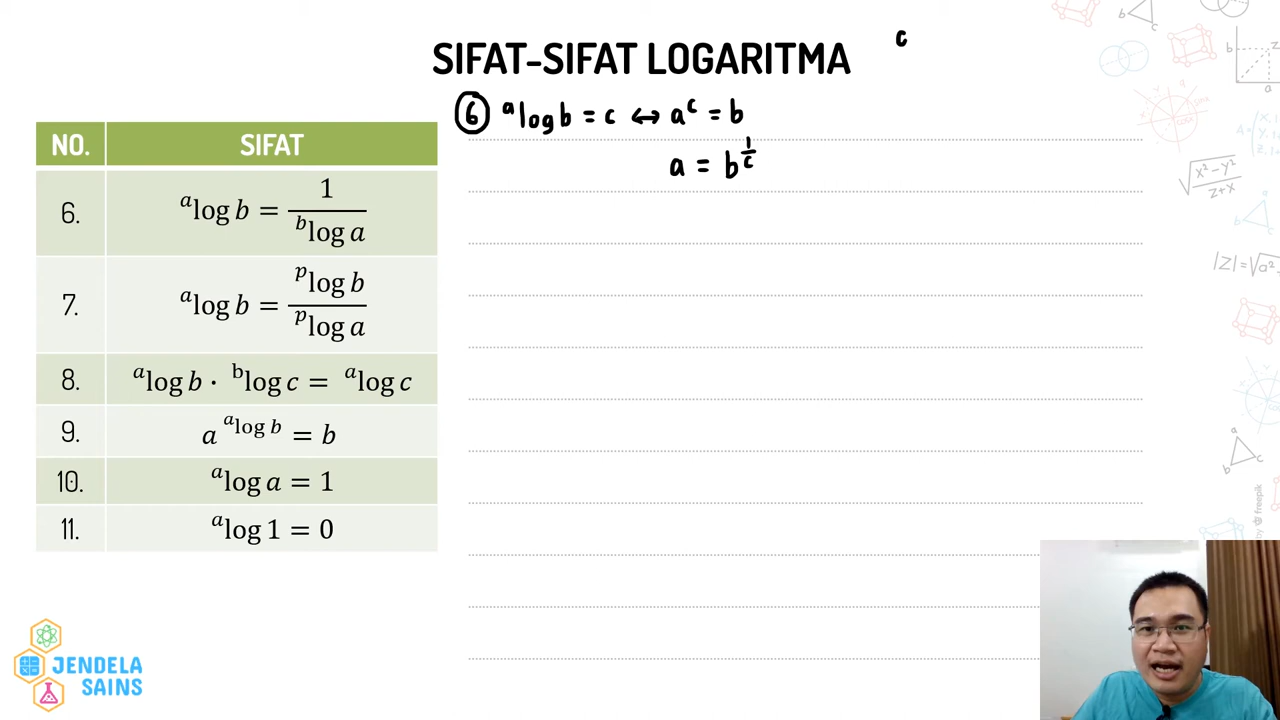 SIFAT-SIFAT LOGARITMA
c
⑥ ᵃlog b = c ↔ aᶜ = b
a = b^(1/c)
NO. SIFAT
6. ᵃlog b = 1 / ᵇlog a
7. ᵃlog b = ᵖlog b / ᵖlog a
8. ᵃlog b · ᵇlog c = ᵃlog c
9. a^(ᵃlog b) = b
10. ᵃlog a = 1
11. ᵃlog 1 = 0
JENDELA
SAINS